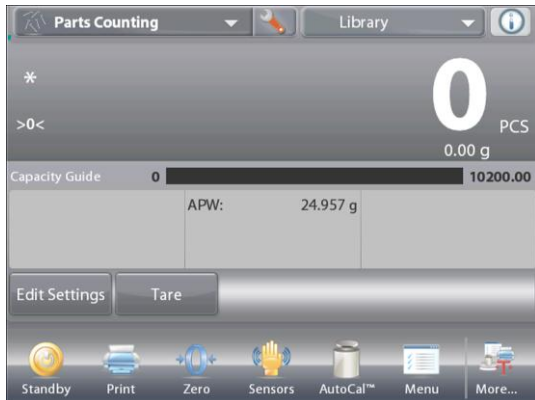 Parts Counting
Library
*
0
>0<
PCS
0.00 g
Capacity Guide 0 10200.00
APW: 24.957 g
Edit Settings Tare
Standby Print Zero Sensors AutoCal™ Menu More...